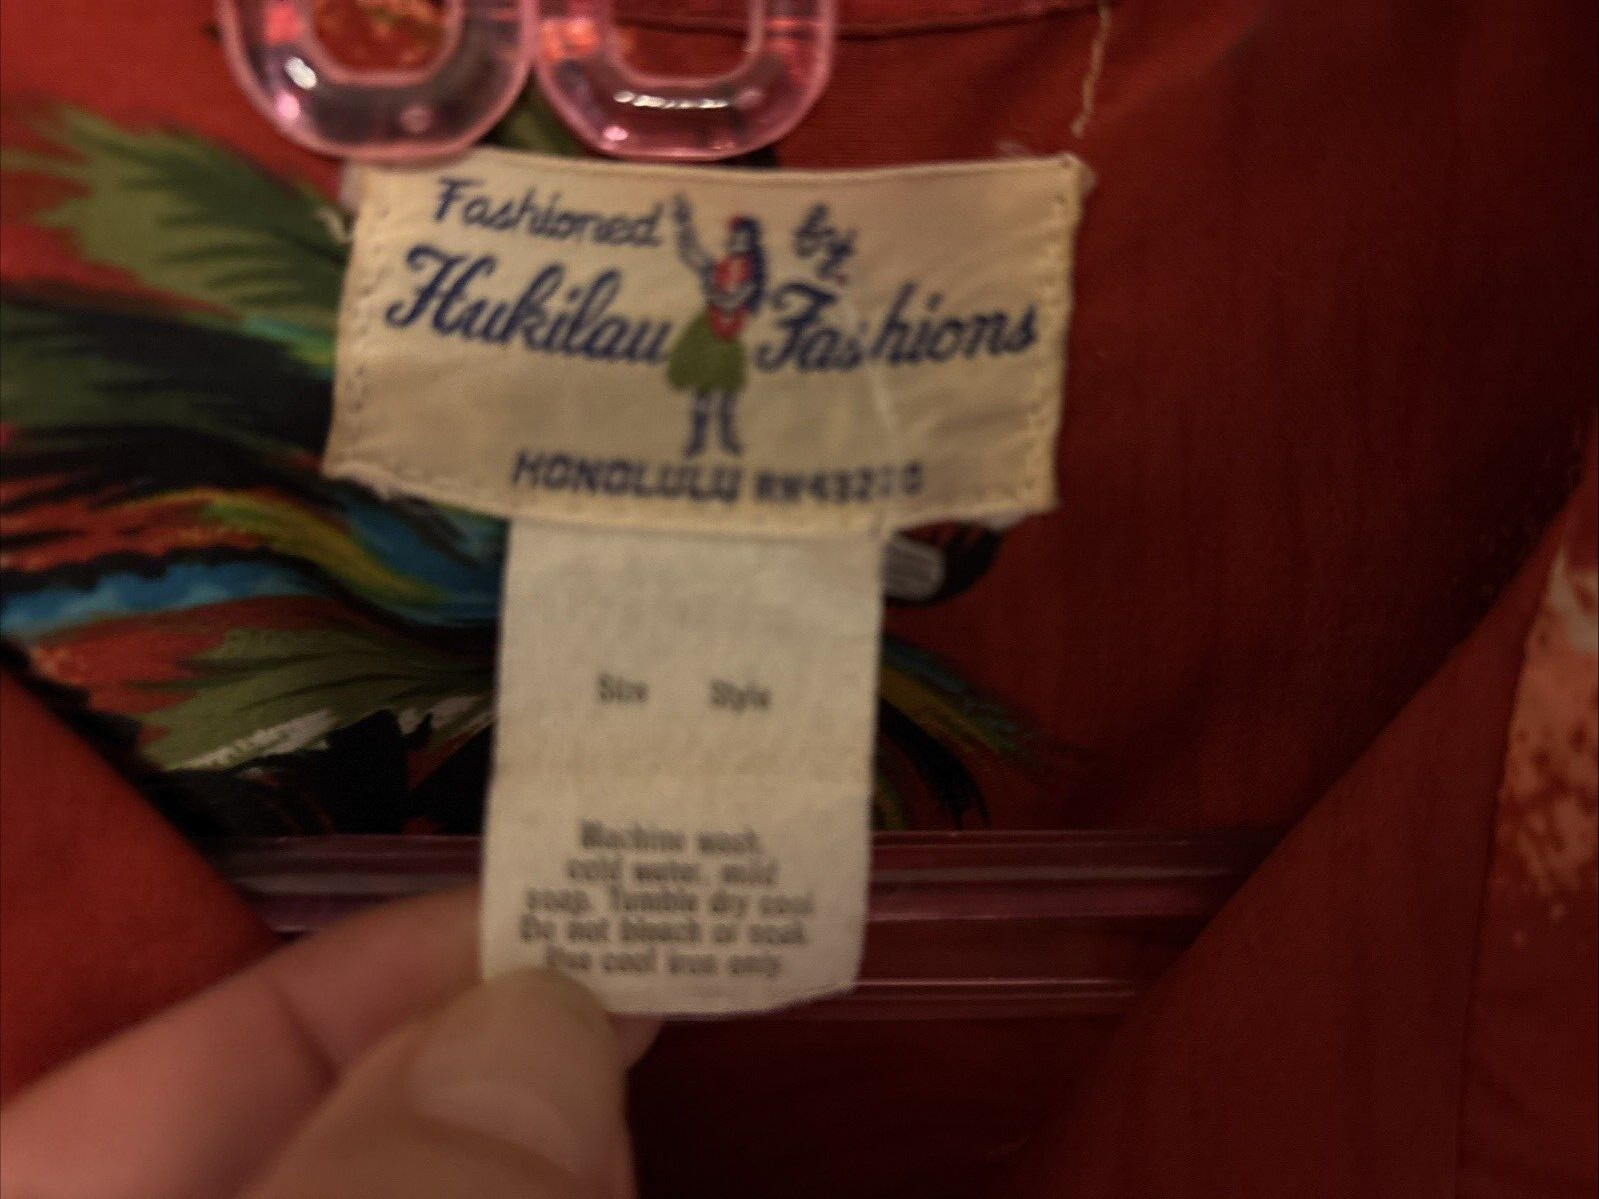 Fashioned by
Hukilau Fashions
HONOLULU
Size Style
Machine wash,
cold water, mild
soap. Tumble dry cool
Do not bleach or soak
Use cool iron only.